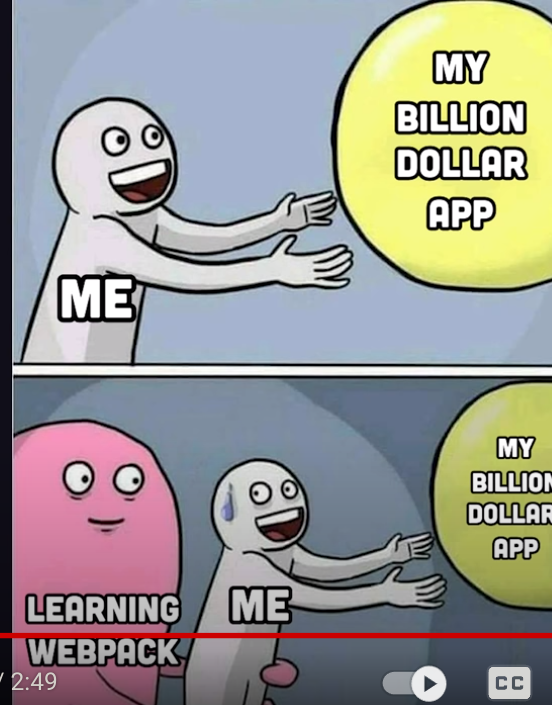 MY
BILLION
DOLLAR
APP
ME
MY
BILLION
DOLLAR
APP
LEARNING
WEBPACK
ME
/ 2:49
CC